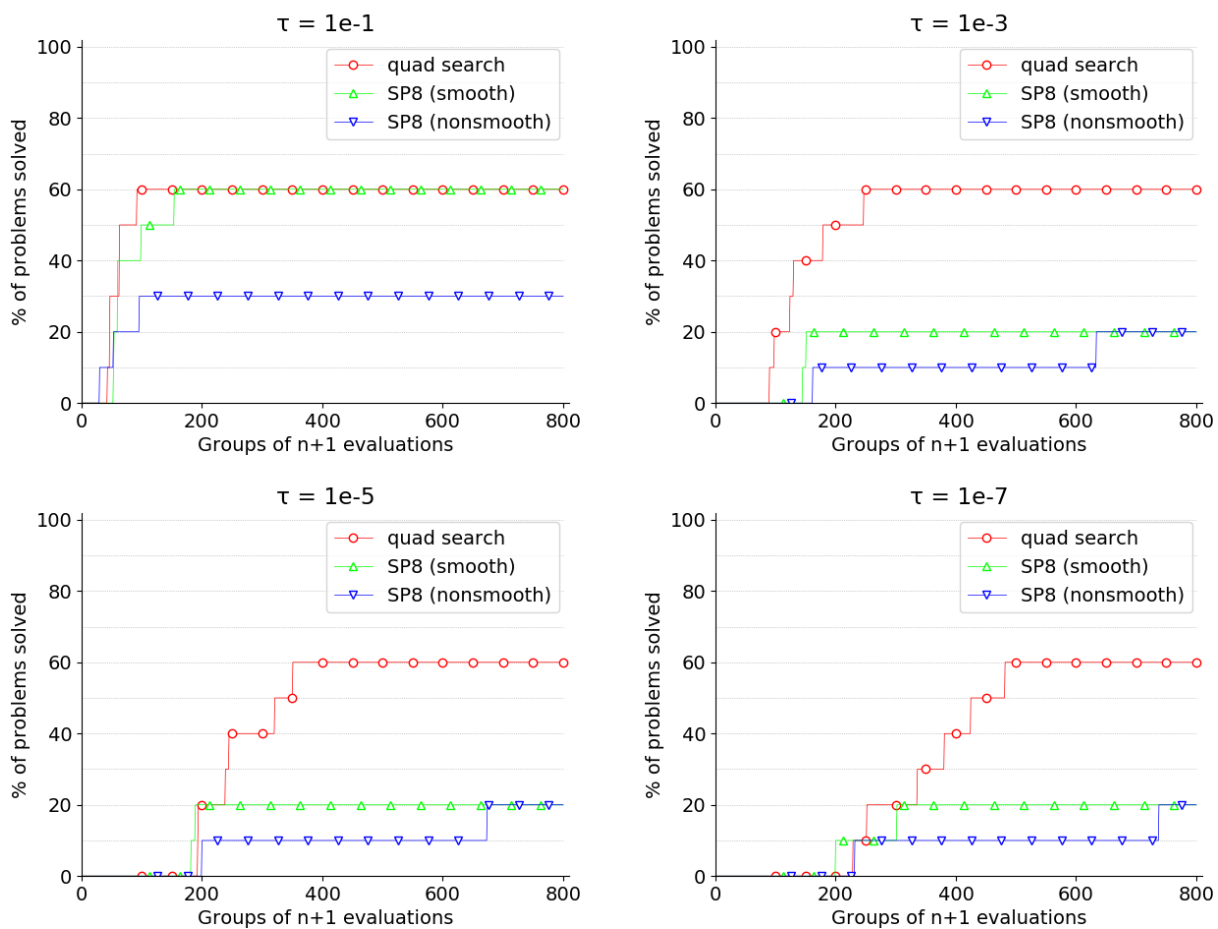 τ = 1e-1
100
80
60
40
20
0
% of problems solved
quad search
SP8 (smooth)
SP8 (nonsmooth)
0 200 400 600 800
Groups of n+1 evaluations
τ = 1e-3
100
80
60
40
20
0
% of problems solved
quad search
SP8 (smooth)
SP8 (nonsmooth)
0 200 400 600 800
Groups of n+1 evaluations
τ = 1e-5
100
80
60
40
20
0
% of problems solved
quad search
SP8 (smooth)
SP8 (nonsmooth)
0 200 400 600 800
Groups of n+1 evaluations
τ = 1e-7
100
80
60
40
20
0
% of problems solved
quad search
SP8 (smooth)
SP8 (nonsmooth)
0 200 400 600 800
Groups of n+1 evaluations